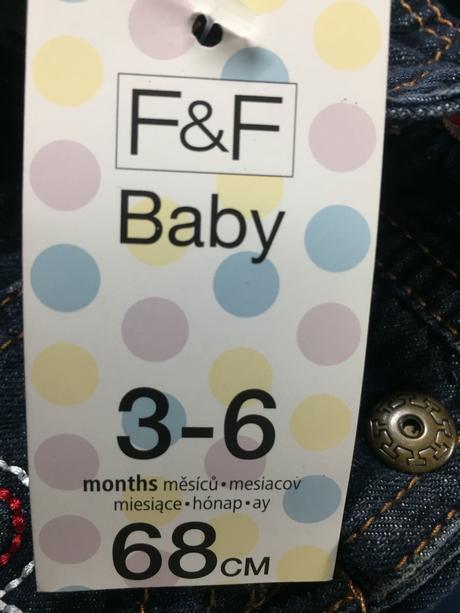 F&F
Baby
3-6
months měsíců•mesiacov
miesiące•hónap•ay
68CM